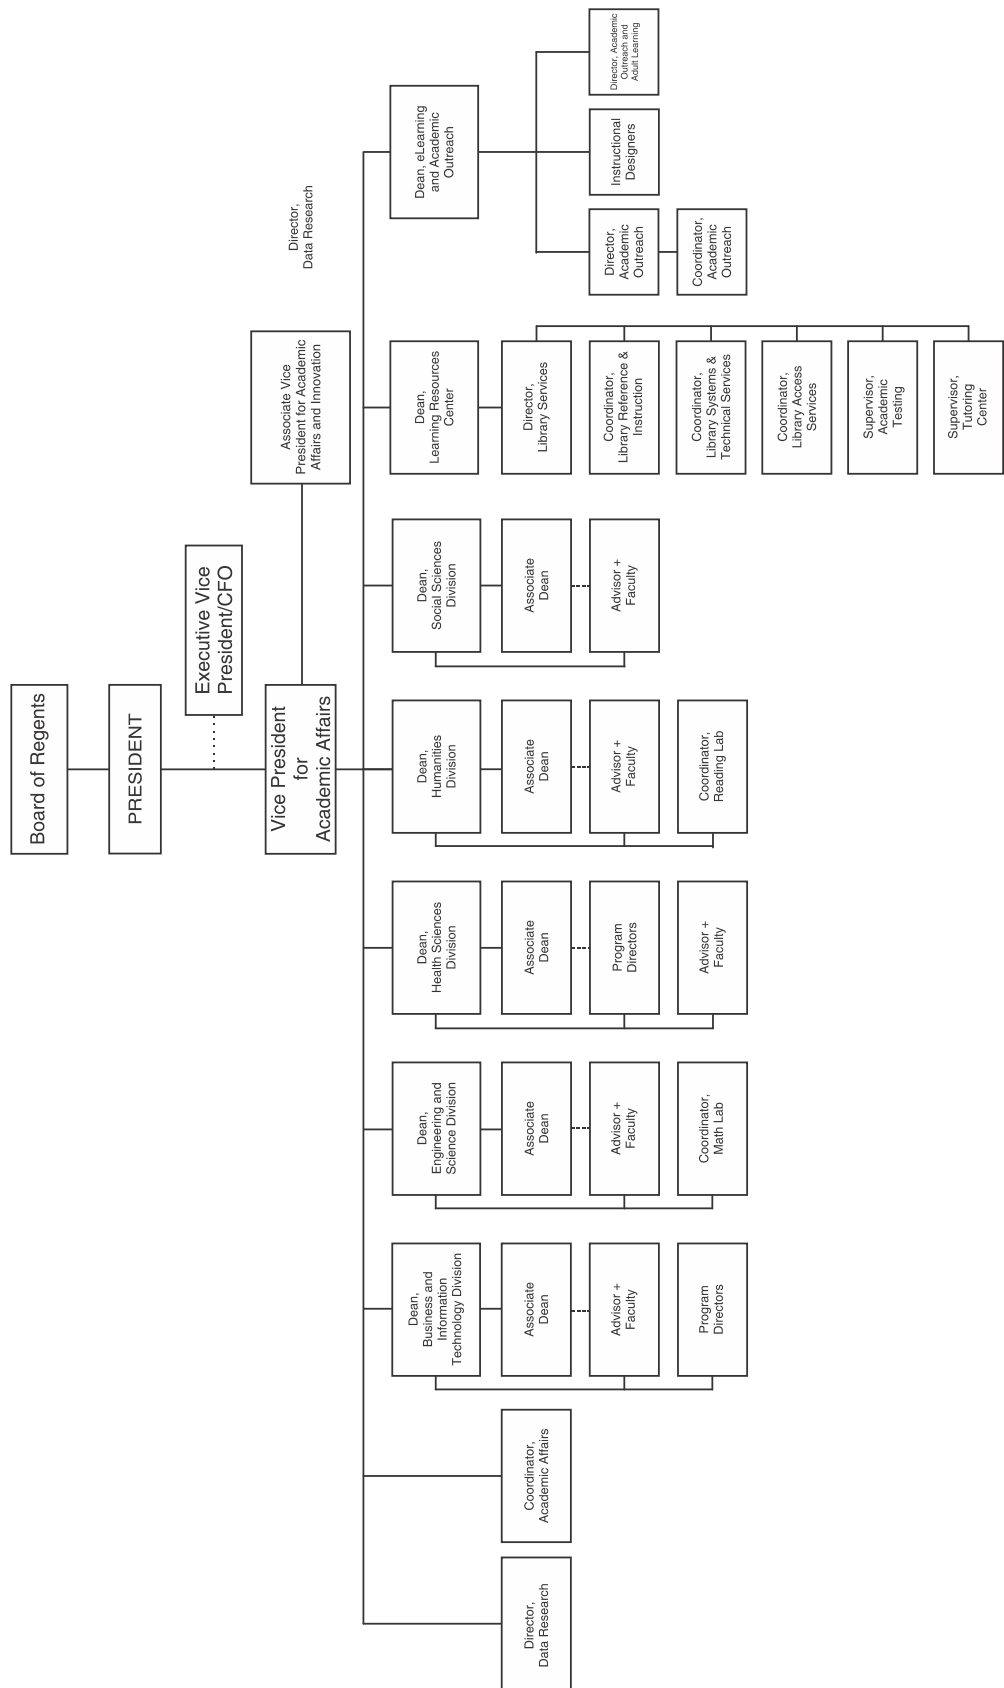 Board of Regents
PRESIDENT
Executive Vice
President/CFO
Vice President
for
Academic Affairs
Associate Vice
President for Academic
Affairs and Innovation
Director,
Data Research
Director,
Data Research
Coordinator,
Academic Affairs
Dean,
Business and
Information
Technology Division
Associate
Dean
Advisor +
Faculty
Program
Directors
Dean,
Engineering and
Science Division
Associate
Dean
Advisor +
Faculty
Coordinator,
Math Lab
Dean,
Health Sciences
Division
Associate
Dean
Program
Directors
Advisor +
Faculty
Dean,
Humanities
Division
Associate
Dean
Advisor +
Faculty
Coordinator,
Reading Lab
Dean,
Social Sciences
Division
Associate
Dean
Advisor +
Faculty
Dean,
Learning Resources
Center
Director,
Library Services
Coordinator,
Library Reference &
Instruction
Coordinator,
Library Systems &
Technical Services
Coordinator,
Library Access
Services
Supervisor,
Academic
Testing
Supervisor,
Tutoring
Center
Dean, eLearning
and Academic
Outreach
Director,
Academic
Outreach
Coordinator,
Academic
Outreach
Instructional
Designers
Director, Academic
Outreach and
Adult Learning